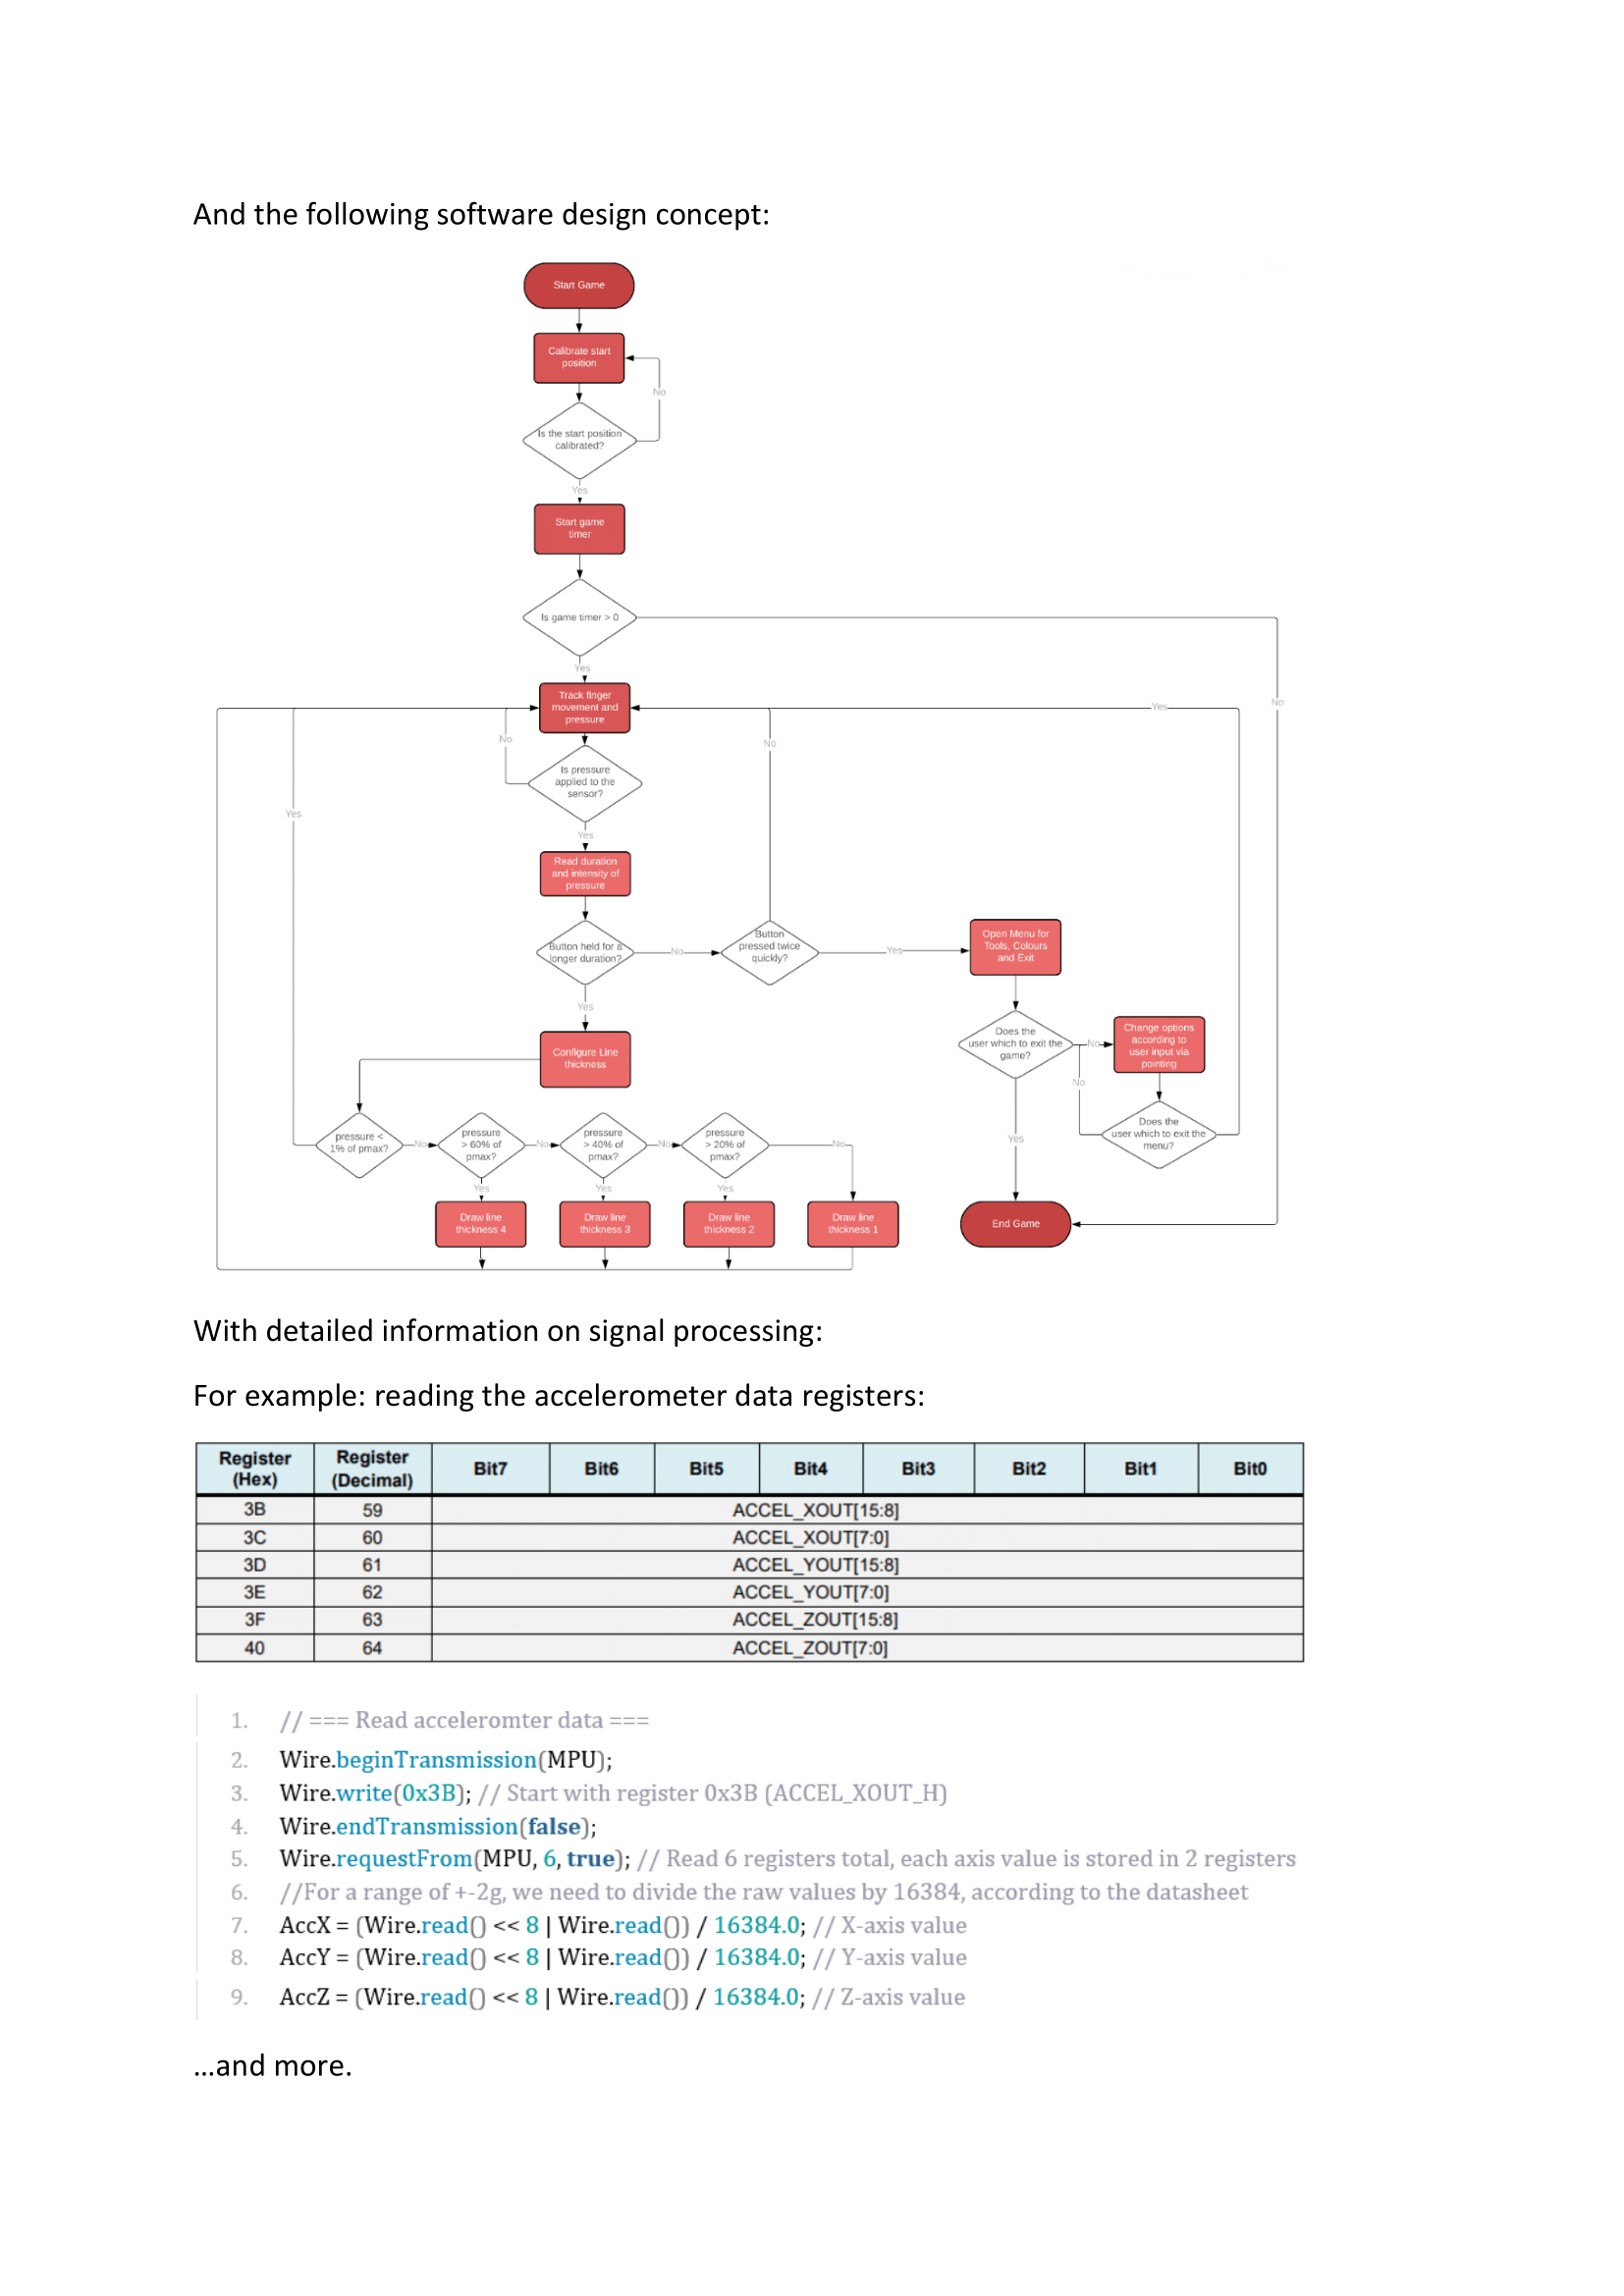 And the following software design concept:
Start Game
Calibrate start
position
No
Is the start position
calibrated?
Yes
Start game
timer
Is game timer > 0
Yes
No
Track finger
movement and
pressure
Yes
No
No
Is pressure
applied to the
sensor?
Yes
Yes
Read duration
and intensity of
pressure
Button held for a
longer duration?
No
Button
pressed twice
quickly?
Yes
Open Menu for
Tools, Colours
and Exit
Yes
Does the
user which to exit the
game?
No
Change options
according to
user input via
pointing
Configure Line
thickness
No
pressure <
1% of pmax?
No
pressure
> 60% of
pmax?
No
pressure
> 40% of
pmax?
No
pressure
> 20% of
pmax?
No
Does the
user which to exit the
menu?
Yes
Yes
Yes
Yes
Draw line
thickness 4
Draw line
thickness 3
Draw line
thickness 2
Draw line
thickness 1
End Game
With detailed information on signal processing:
For example: reading the accelerometer data registers:
Register (Hex) Register (Decimal) Bit7 Bit6 Bit5 Bit4 Bit3 Bit2 Bit1 Bit0
3B 59 ACCEL_XOUT[15:8]
3C 60 ACCEL_XOUT[7:0]
3D 61 ACCEL_YOUT[15:8]
3E 62 ACCEL_YOUT[7:0]
3F 63 ACCEL_ZOUT[15:8]
40 64 ACCEL_ZOUT[7:0]
1. // === Read acceleromter data ===
2. Wire.beginTransmission(MPU);
3. Wire.write(0x3B); // Start with register 0x3B (ACCEL_XOUT_H)
4. Wire.endTransmission(false);
5. Wire.requestFrom(MPU, 6, true); // Read 6 registers total, each axis value is stored in 2 registers
6. //For a range of +-2g, we need to divide the raw values by 16384, according to the datasheet
7. AccX = (Wire.read() << 8 | Wire.read()) / 16384.0; // X-axis value
8. AccY = (Wire.read() << 8 | Wire.read()) / 16384.0; // Y-axis value
9. AccZ = (Wire.read() << 8 | Wire.read()) / 16384.0; // Z-axis value
...and more.